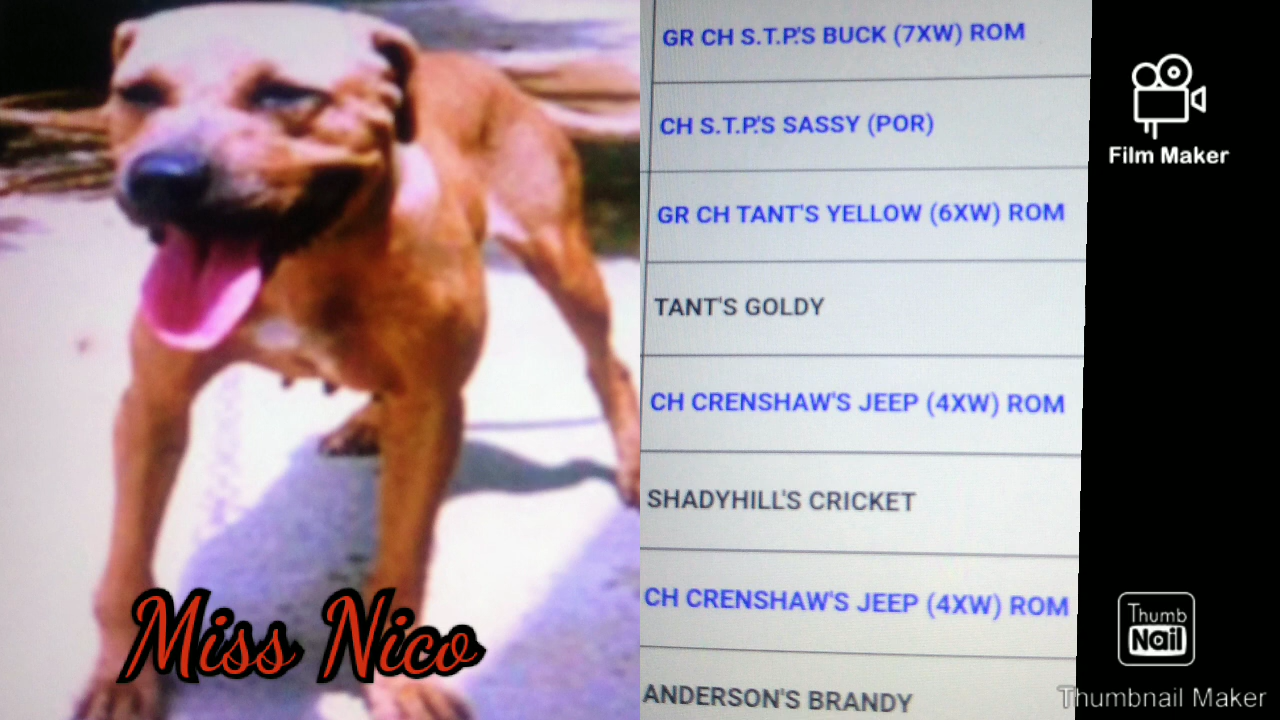 Miss Nico
GR CH S.T.P.'S BUCK (7XW) ROM
CH S.T.P.'S SASSY (POR)
GR CH TANT'S YELLOW (6XW) ROM
TANT'S GOLDY
CH CRENSHAW'S JEEP (4XW) ROM
SHADYHILL'S CRICKET
CH CRENSHAW'S JEEP (4XW) ROM
ANDERSON'S BRANDY
Film Maker
Thumb
Nail
Thumbnail Maker